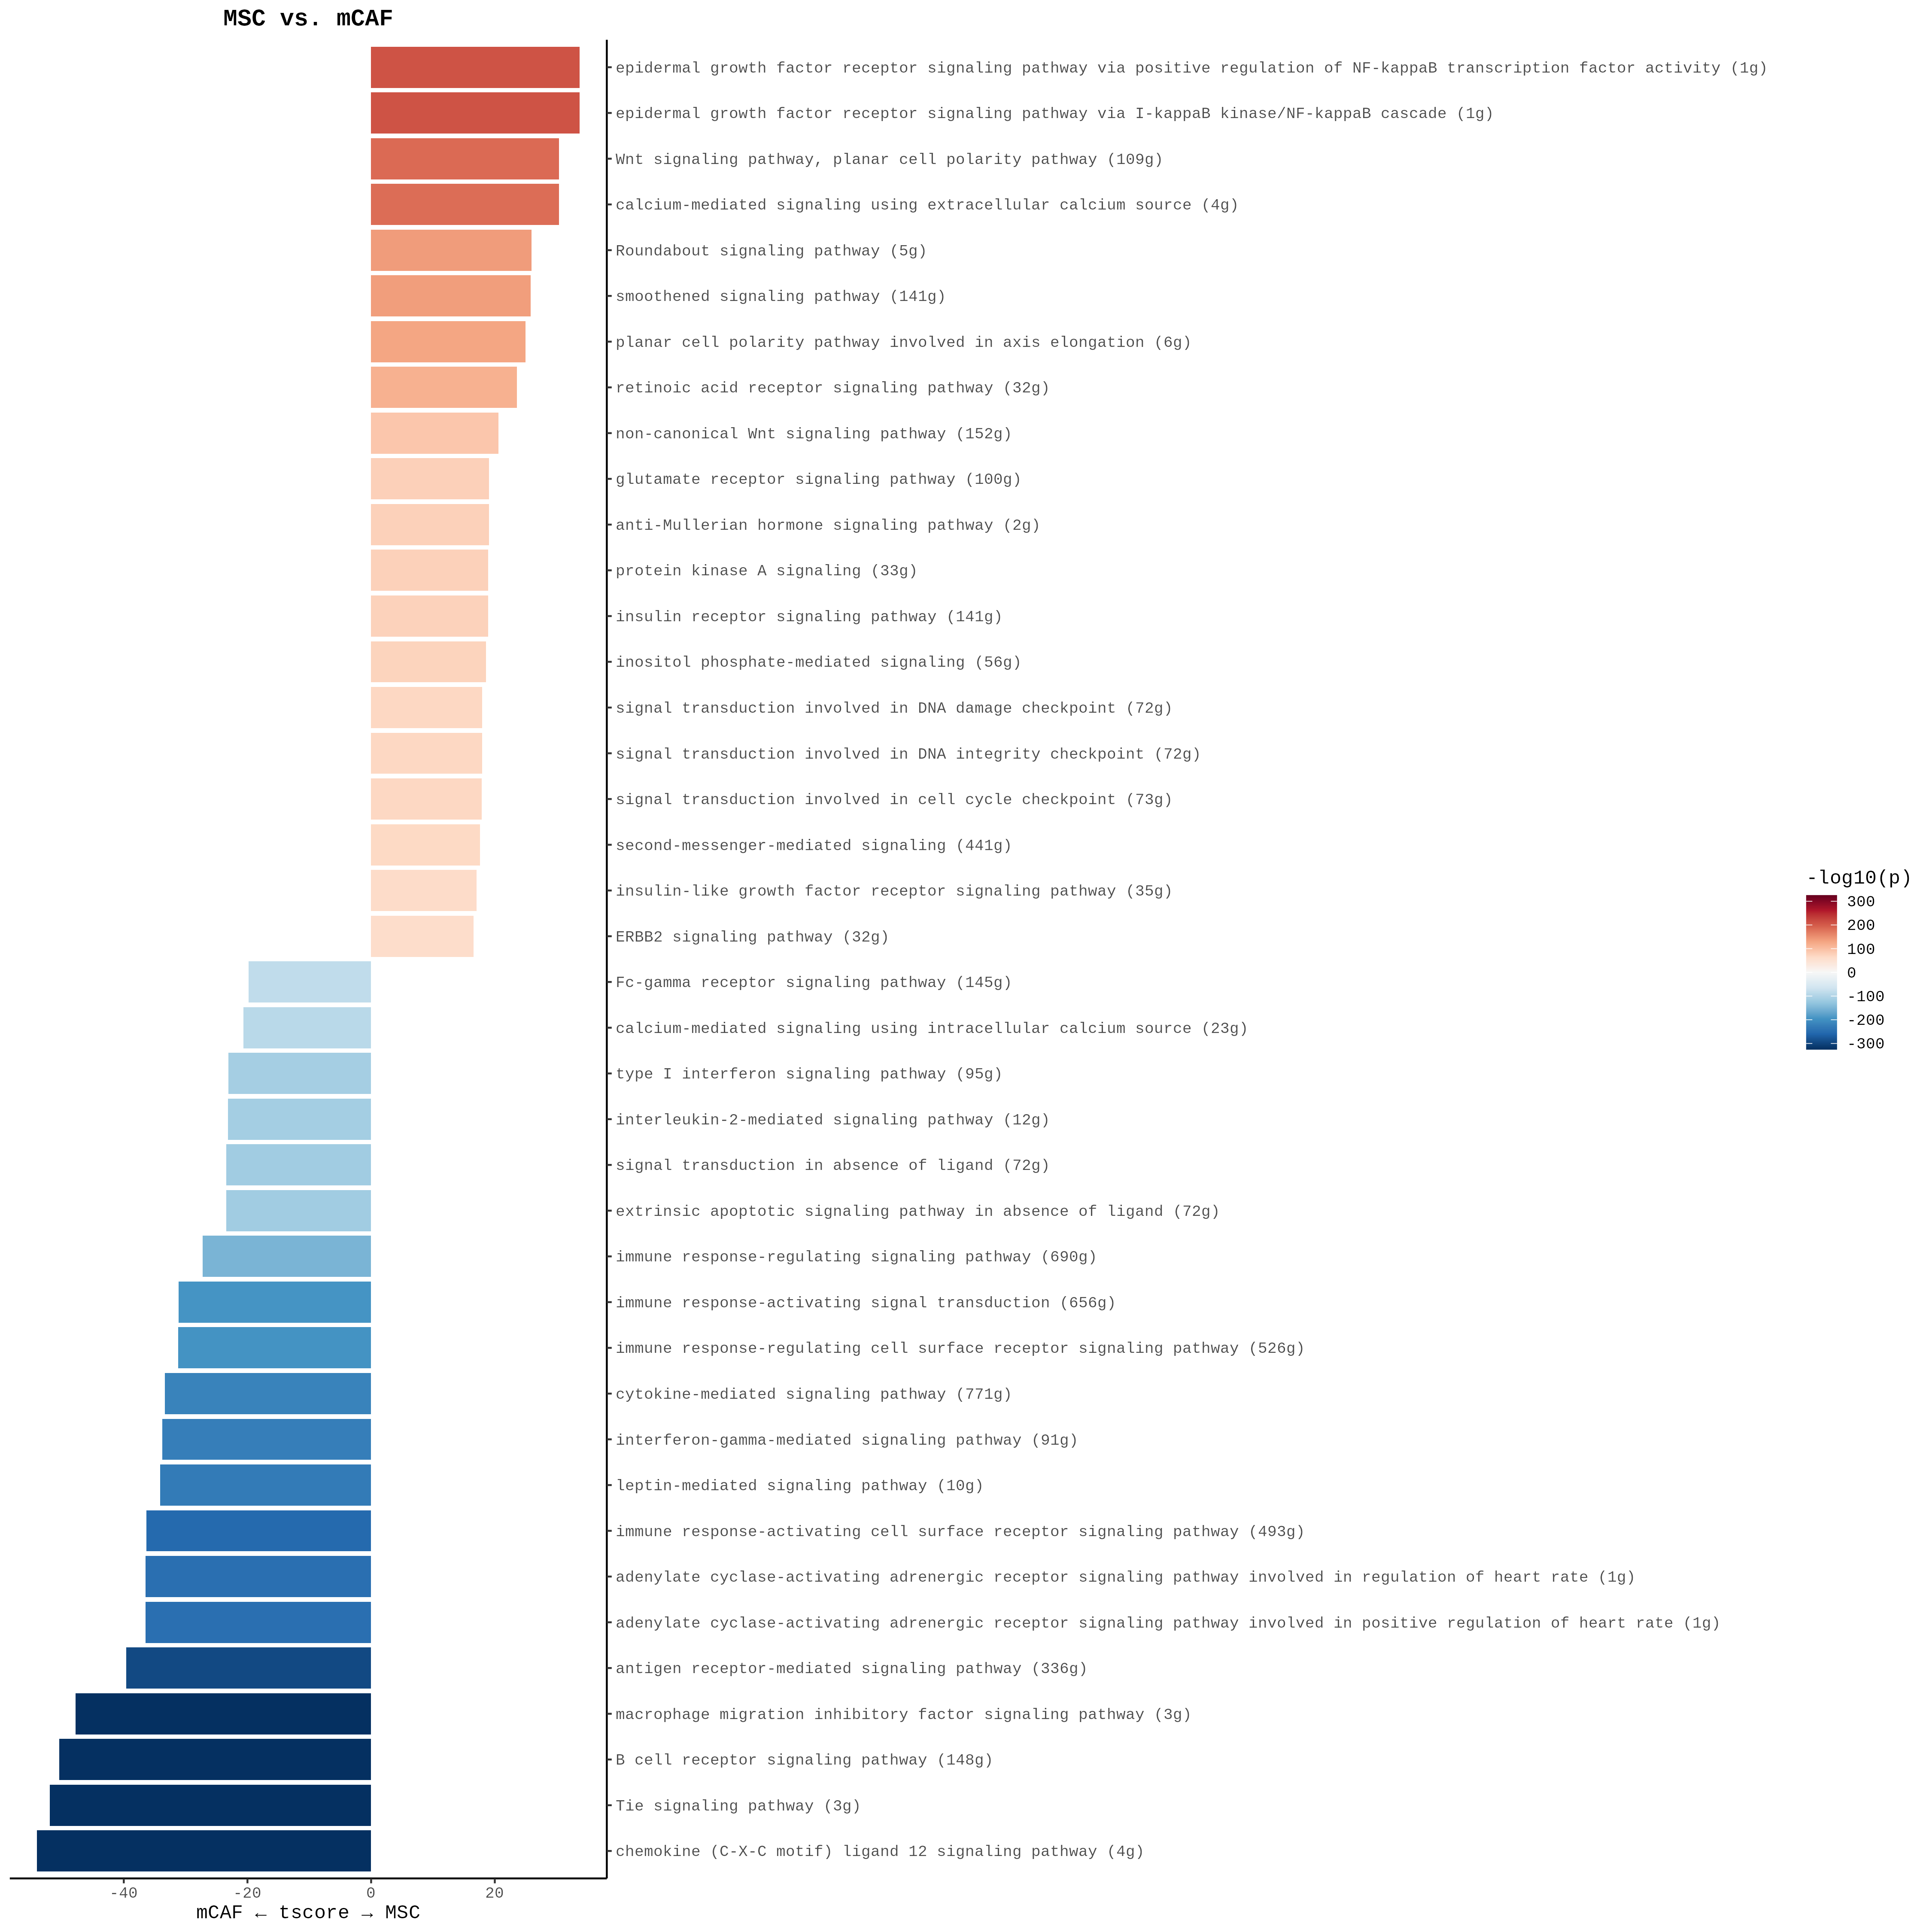 MSC vs. mCAF
epidermal growth factor receptor signaling pathway via positive regulation of NF-kappaB transcription factor activity (1g)
epidermal growth factor receptor signaling pathway via I-kappaB kinase/NF-kappaB cascade (1g)
Wnt signaling pathway, planar cell polarity pathway (109g)
calcium-mediated signaling using extracellular calcium source (4g)
Roundabout signaling pathway (5g)
smoothened signaling pathway (141g)
planar cell polarity pathway involved in axis elongation (6g)
retinoic acid receptor signaling pathway (32g)
non-canonical Wnt signaling pathway (152g)
glutamate receptor signaling pathway (100g)
anti-Mullerian hormone signaling pathway (2g)
protein kinase A signaling (33g)
insulin receptor signaling pathway (141g)
inositol phosphate-mediated signaling (56g)
signal transduction involved in DNA damage checkpoint (72g)
signal transduction involved in DNA integrity checkpoint (72g)
signal transduction involved in cell cycle checkpoint (73g)
second-messenger-mediated signaling (441g)
insulin-like growth factor receptor signaling pathway (35g)
ERBB2 signaling pathway (32g)
Fc-gamma receptor signaling pathway (145g)
calcium-mediated signaling using intracellular calcium source (23g)
type I interferon signaling pathway (95g)
interleukin-2-mediated signaling pathway (12g)
signal transduction in absence of ligand (72g)
extrinsic apoptotic signaling pathway in absence of ligand (72g)
immune response-regulating signaling pathway (690g)
immune response-activating signal transduction (656g)
immune response-regulating cell surface receptor signaling pathway (526g)
cytokine-mediated signaling pathway (771g)
interferon-gamma-mediated signaling pathway (91g)
leptin-mediated signaling pathway (10g)
immune response-activating cell surface receptor signaling pathway (493g)
adenylate cyclase-activating adrenergic receptor signaling pathway involved in regulation of heart rate (1g)
adenylate cyclase-activating adrenergic receptor signaling pathway involved in positive regulation of heart rate (1g)
antigen receptor-mediated signaling pathway (336g)
macrophage migration inhibitory factor signaling pathway (3g)
B cell receptor signaling pathway (148g)
Tie signaling pathway (3g)
chemokine (C-X-C motif) ligand 12 signaling pathway (4g)
-40 -20 0 20
mCAF ← tscore → MSC
-log10(p)
300
200
100
0
-100
-200
-300